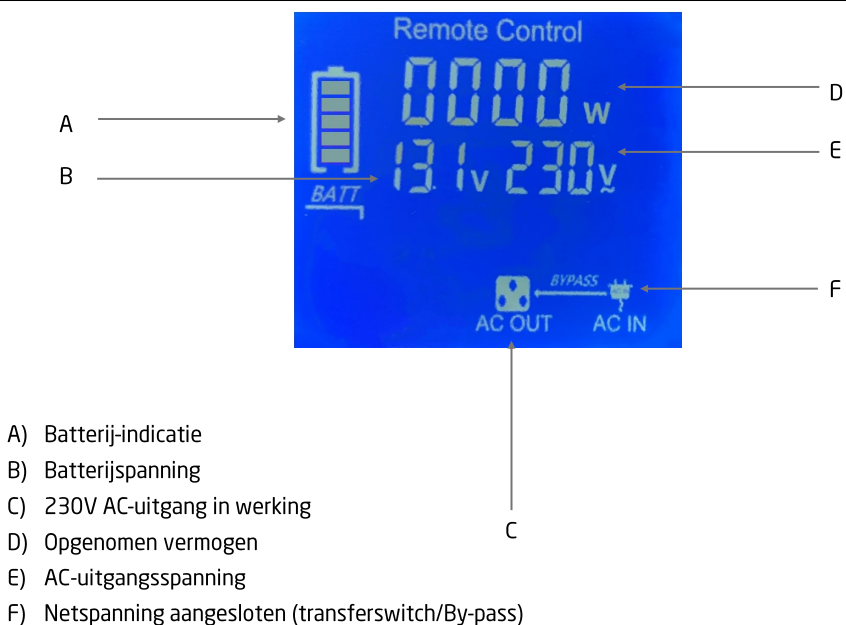 Remote Control
0000 W
D
A
E
B
13.1 V 230 V
BATT
BYPASS
F
AC OUT
AC IN
A) Batterij-indicatie
B) Batterijspanning
C) 230V AC-uitgang in werking
C
D) Opgenomen vermogen
E) AC-uitgangsspanning
F) Netspanning aangesloten (transferswitch/By-pass)